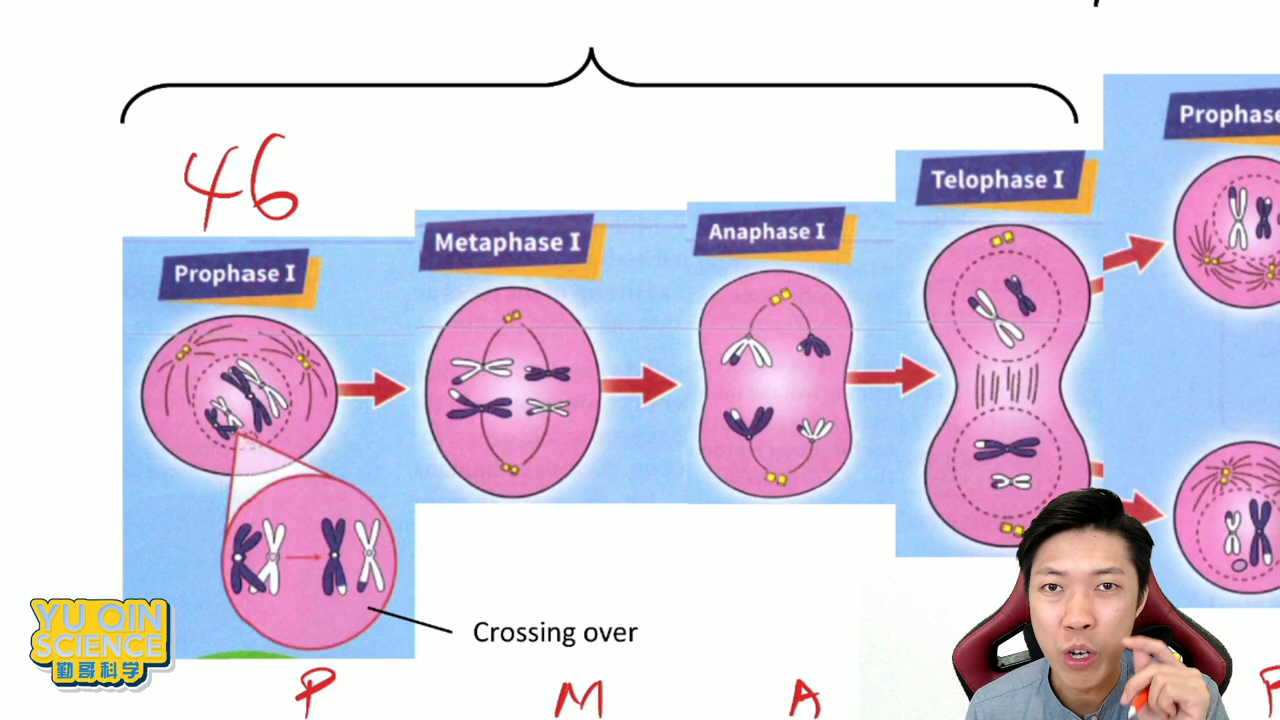 46
Prophase I
Metaphase I
Anaphase I
Telophase I
Prophase
Crossing over
P
M
A
YU QIN
SCIENCE
勤哥科学